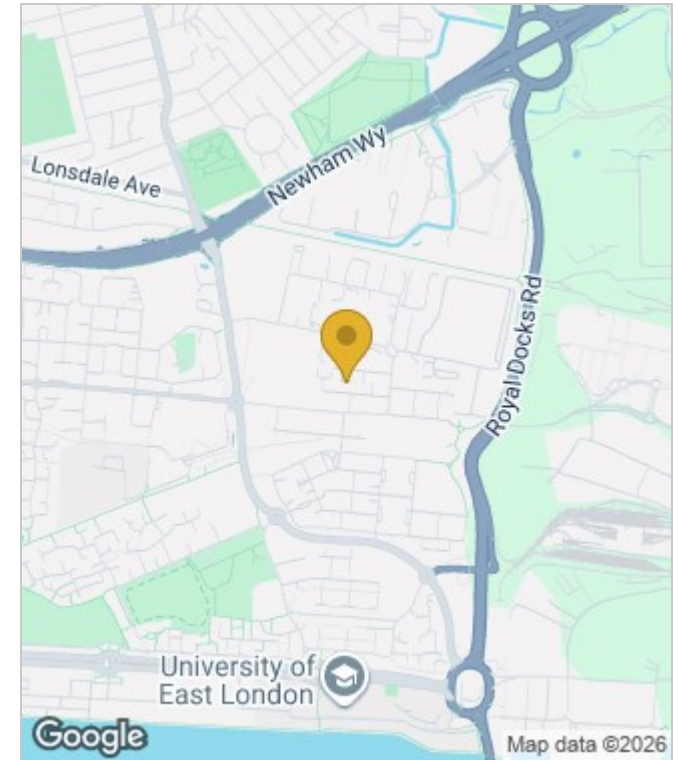 Lonsdale Ave
Newham Wy
Royal Docks Rd
University of
East London
Google
Map data ©2026